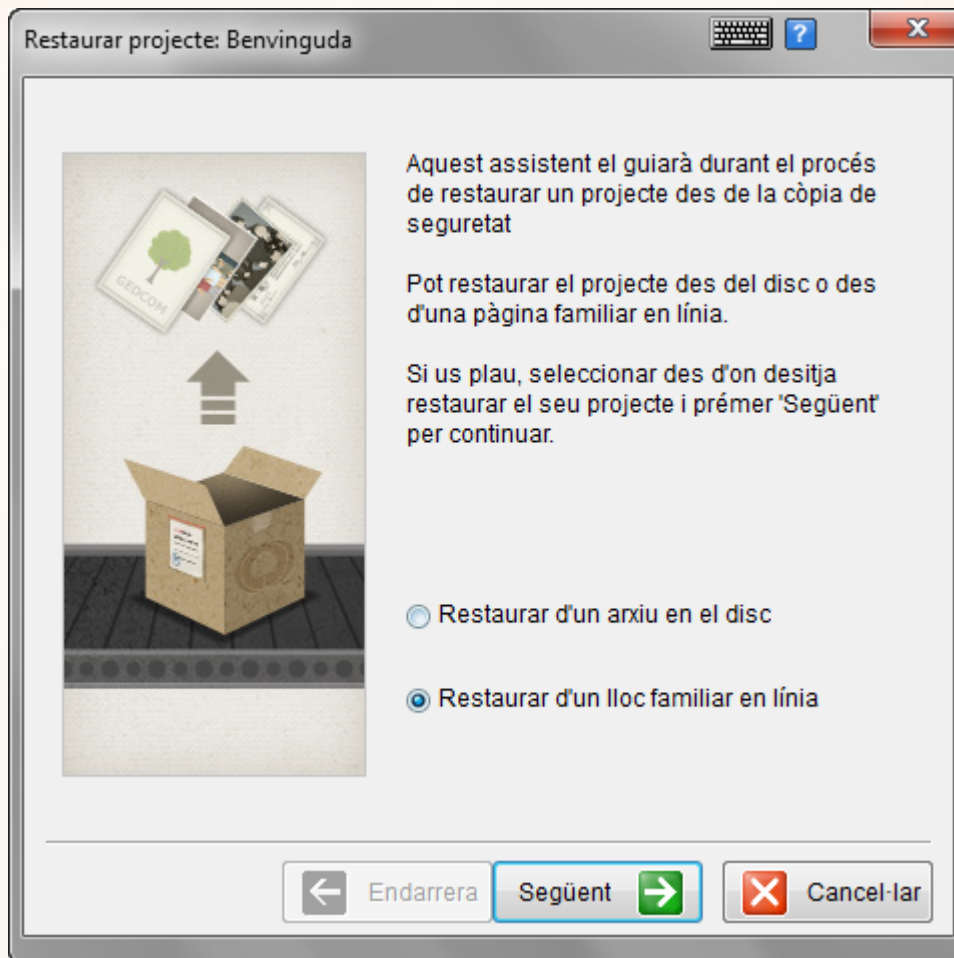 Restaurar projecte: Benvinguda
?
Aquest assistent el guiarà durant el procés
de restaurar un projecte des de la còpia de
seguretat
Pot restaurar el projecte des del disc o des
d'una pàgina familiar en línia.
Si us plau, seleccionar des d'on desitja
restaurar el seu projecte i prémer 'Següent'
per continuar.
GEDCOM
Restaurar d'un arxiu en el disc
Restaurar d'un lloc familiar en línia
Endarrera
Següent
Cancel·lar